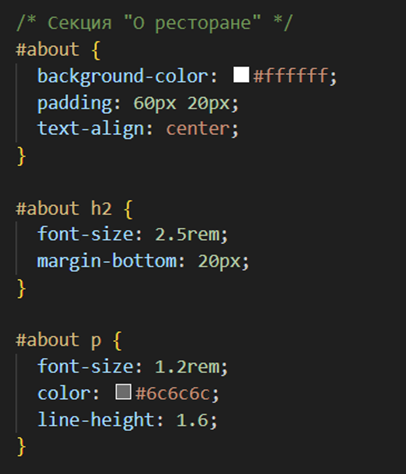 /* Секция "О ресторане" */
#about {
background-color: #ffffff;
padding: 60px 20px;
text-align: center;
}
#about h2 {
font-size: 2.5rem;
margin-bottom: 20px;
}
#about p {
font-size: 1.2rem;
color: #6c6c6c;
line-height: 1.6;
}